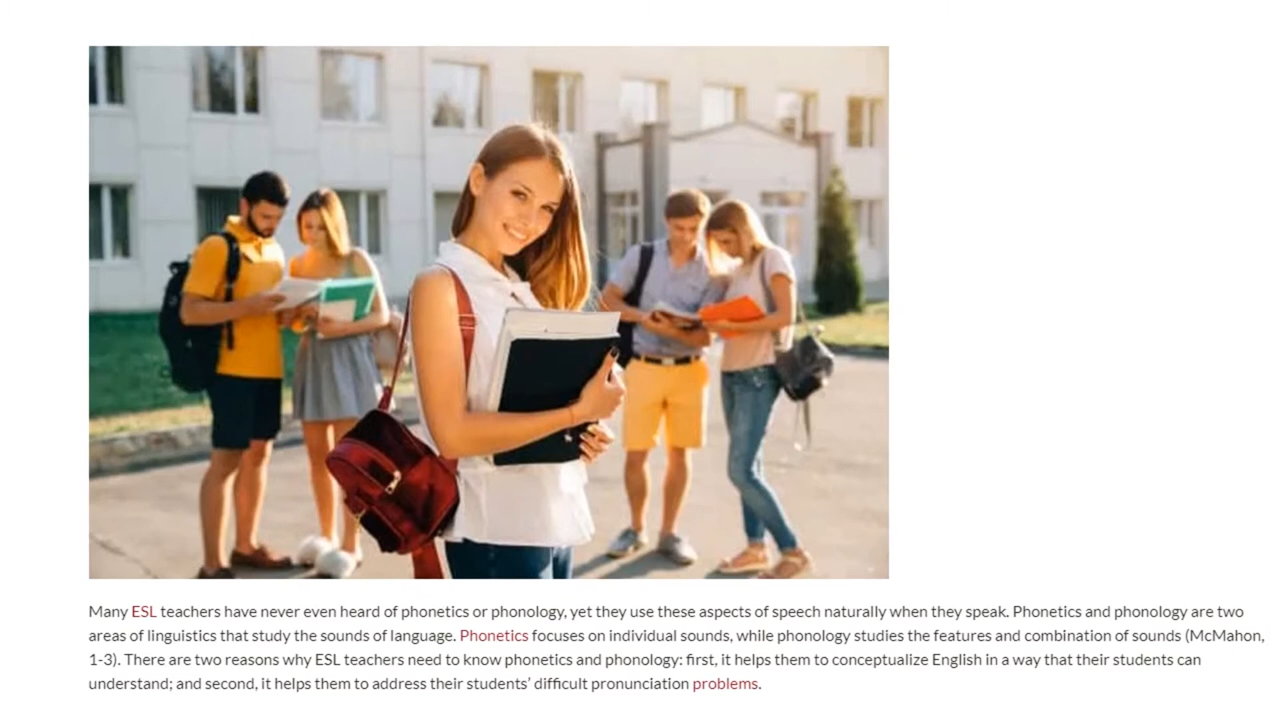 Many ESL teachers have never even heard of phonetics or phonology, yet they use these aspects of speech naturally when they speak. Phonetics and phonology are two
areas of linguistics that study the sounds of language. Phonetics focuses on individual sounds, while phonology studies the features and combination of sounds (McMahon,
1-3). There are two reasons why ESL teachers need to know phonetics and phonology: first, it helps them to conceptualize English in a way that their students can
understand; and second, it helps them to address their students’ difficult pronunciation problems.